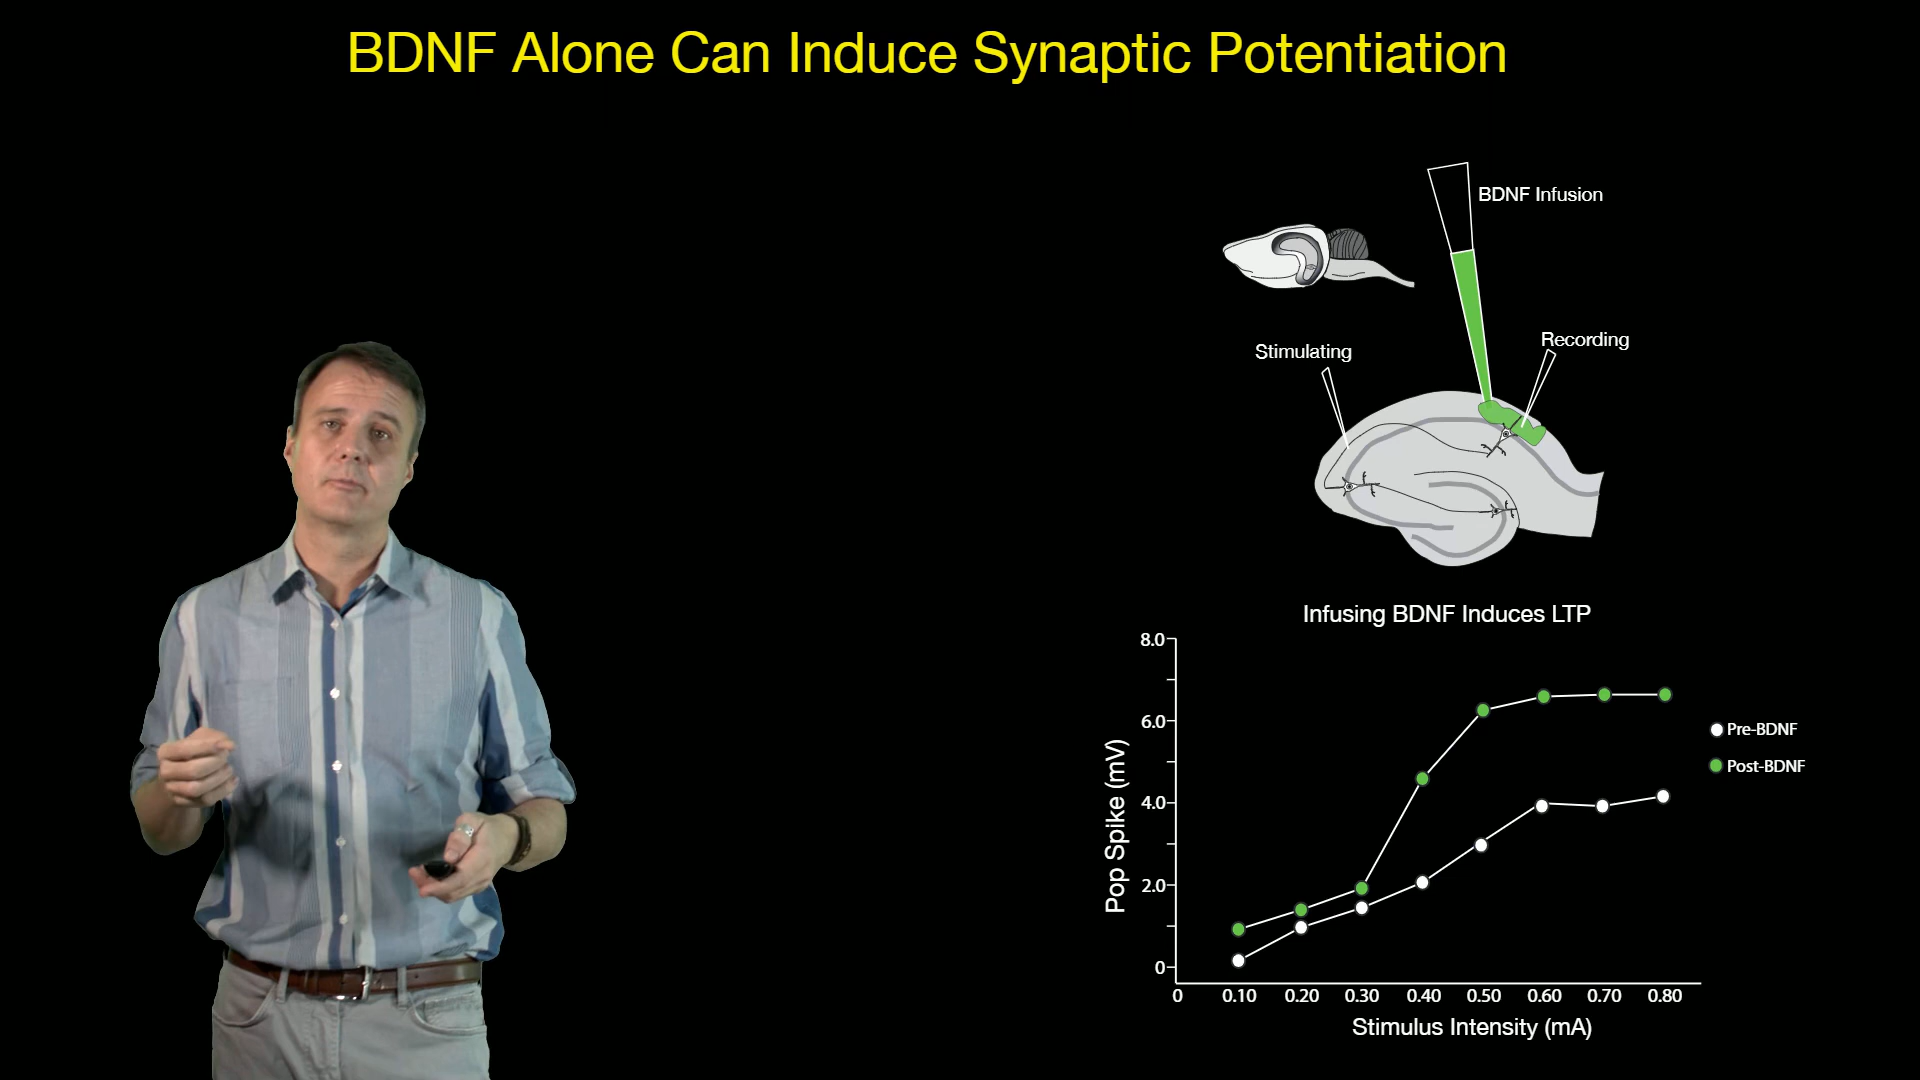 BDNF Alone Can Induce Synaptic Potentiation
BDNF Infusion
Recording
Stimulating
Infusing BDNF Induces LTP
8.0
6.0
4.0
2.0
0
Pop Spike (mV)
Pre-BDNF
Post-BDNF
0 0.10 0.20 0.30 0.40 0.50 0.60 0.70 0.80
Stimulus Intensity (mA)